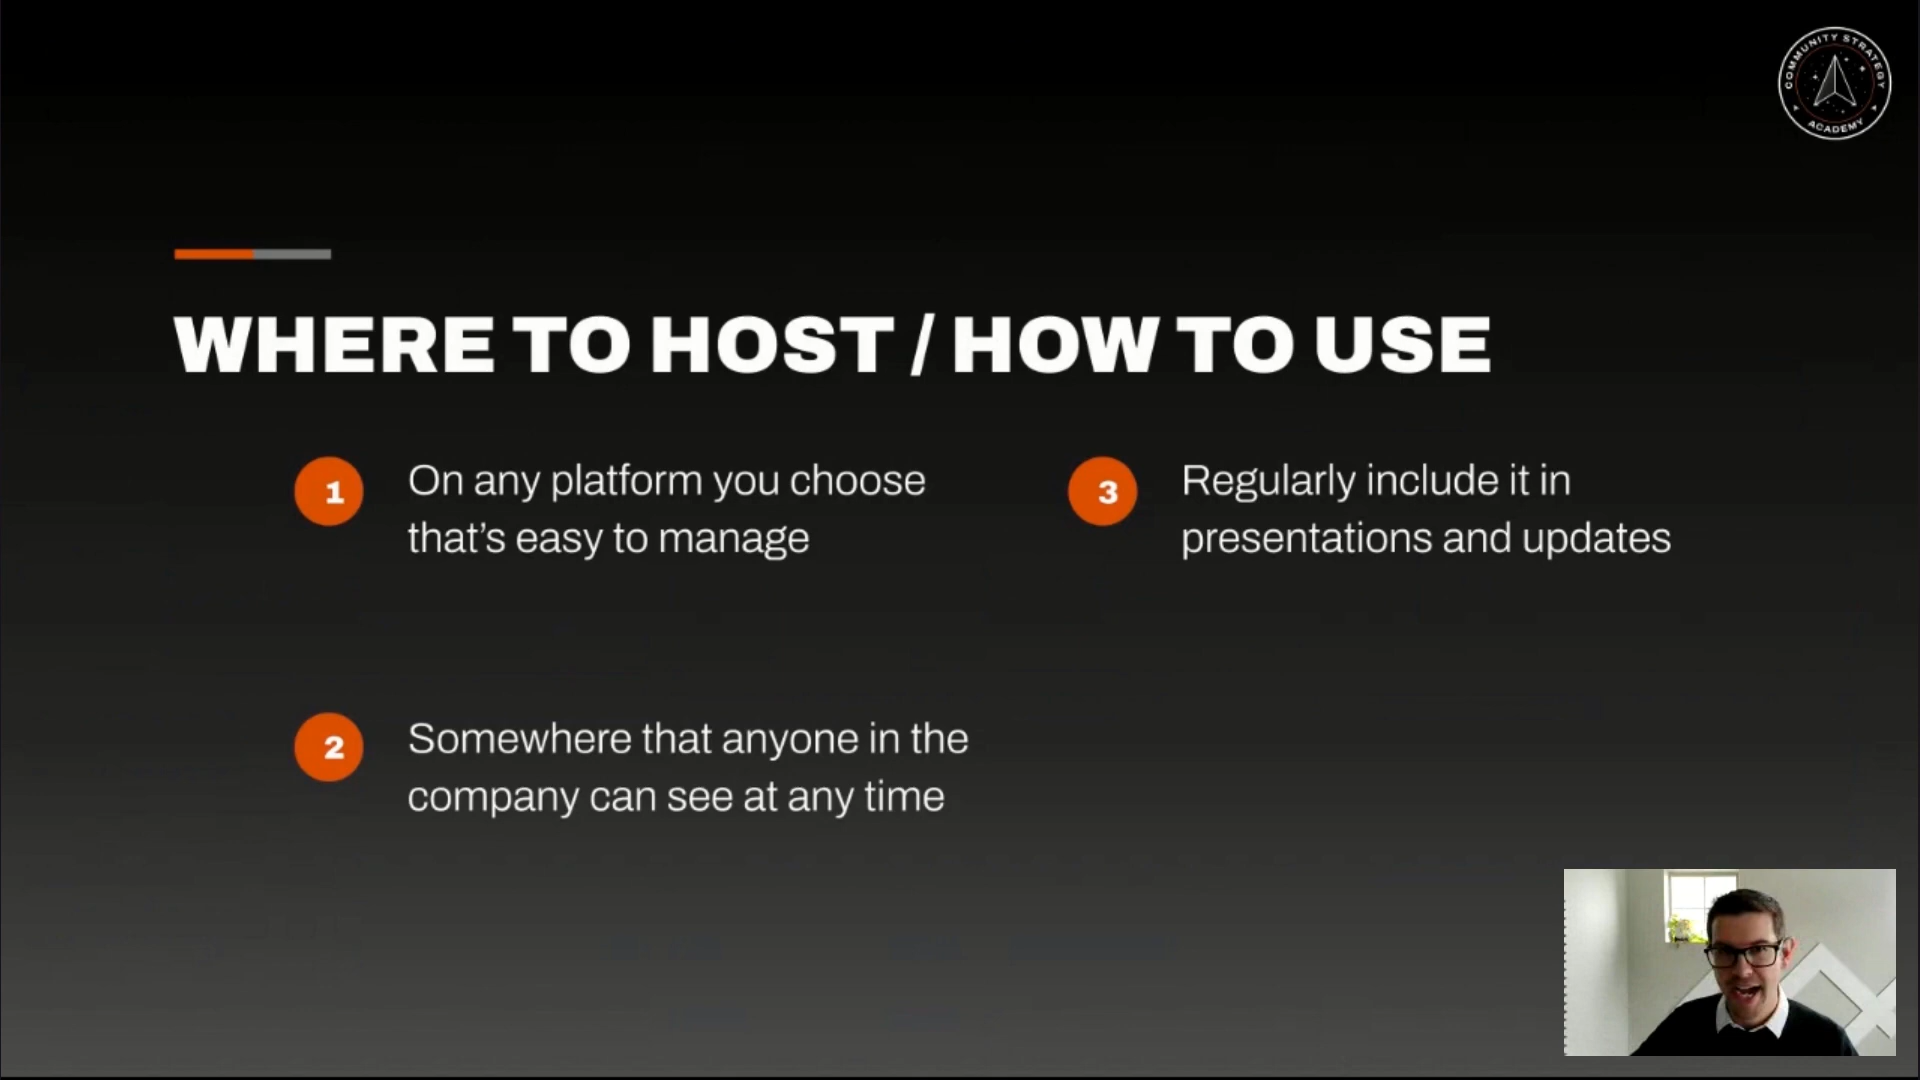 COMMUNITY STRATEGY
ACADEMY
WHERE TO HOST / HOW TO USE
1
On any platform you choose
that’s easy to manage
2
Somewhere that anyone in the
company can see at any time
3
Regularly include it in
presentations and updates